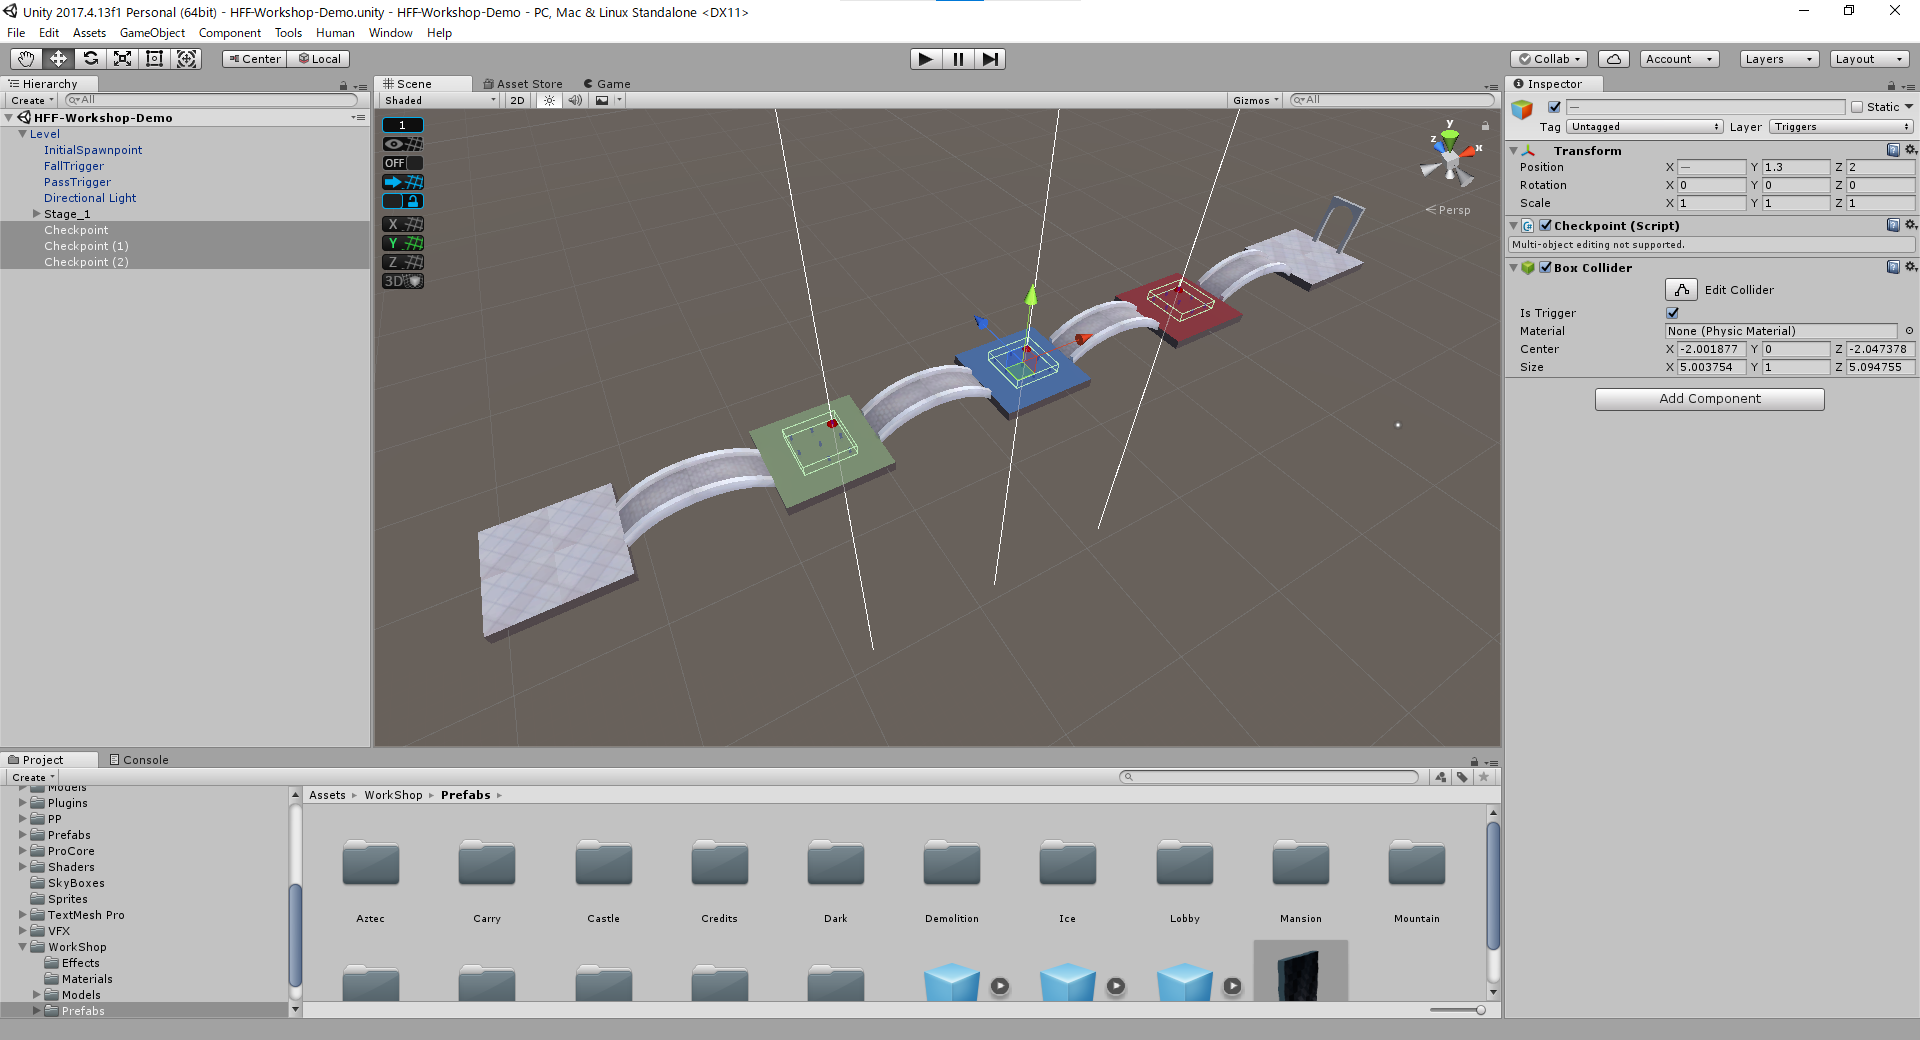 Unity 2017.4.13f1 Personal (64bit) - HFF-Workshop-Demo.unity - HFF-Workshop-Demo - PC, Mac & Linux Standalone <DX11>
File Edit Assets GameObject Component Tools Human Window Help
Center Local Collab Account Layers Layout
Hierarchy
Create All
HFF-Workshop-Demo
Level
InitialSpawnpoint
FallTrigger
PassTrigger
Directional Light
Stage_1
Checkpoint
Checkpoint (1)
Checkpoint (2)
Scene Asset Store Game
Shaded 2D Gizmos All
1
OFF
X
Y
Z
3D
y
z x
Persp
Inspector
Static
Tag Untagged Layer Triggers
Transform
Position X — Y 1.3 Z 2
Rotation X 0 Y 0 Z 0
Scale X 1 Y 1 Z 1
Checkpoint (Script)
Multi-object editing not supported.
Box Collider
Edit Collider
Is Trigger
Material None (Physic Material)
Center X -2.001877 Y 0 Z -2.047378
Size X 5.003754 Y 1 Z 5.094755
Add Component
Project Console
Create
Models
Plugins
PP
Prefabs
ProCore
Shaders
SkyBoxes
Sprites
TextMesh Pro
VFX
WorkShop
Effects
Materials
Models
Prefabs
Assets WorkShop Prefabs
Aztec Carry Castle Credits Dark Demolition Ice Lobby Mansion Mountain